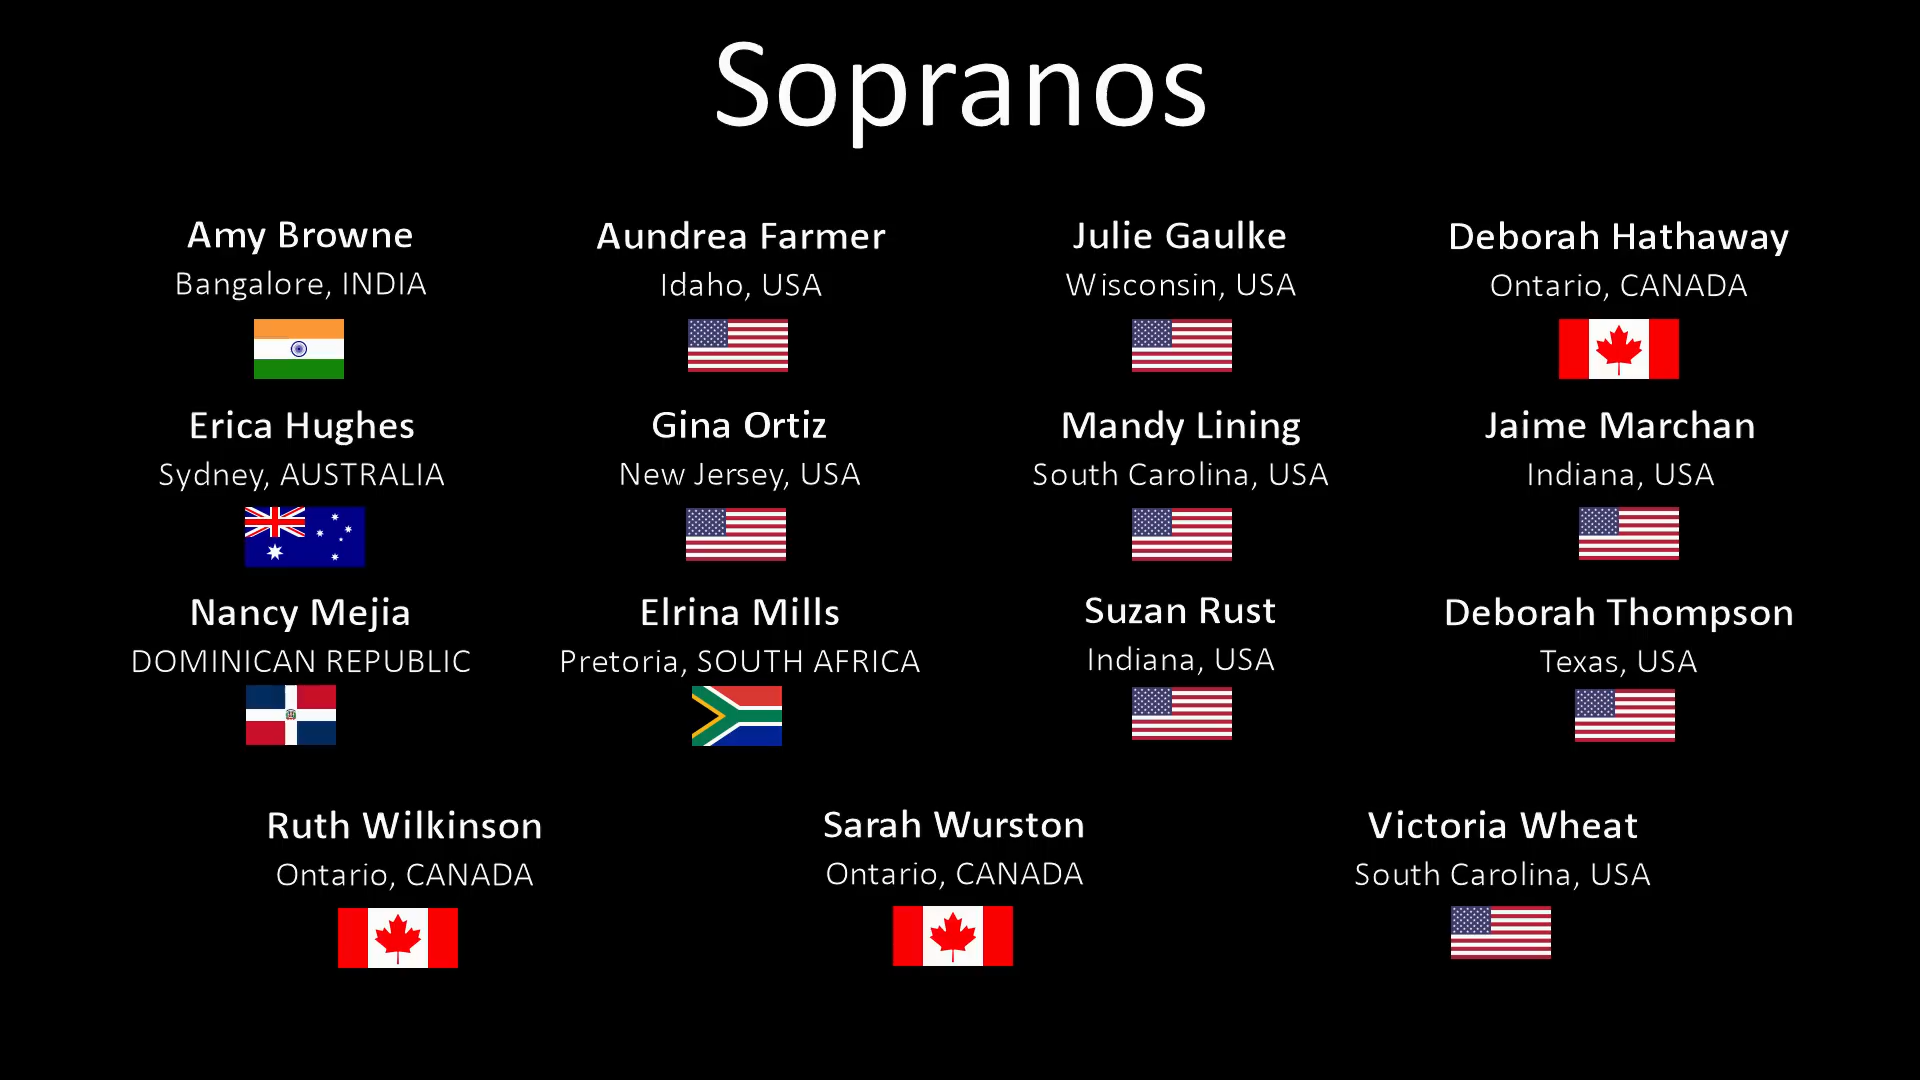 Sopranos
Amy Browne
Bangalore, INDIA
Aundrea Farmer
Idaho, USA
Julie Gaulke
Wisconsin, USA
Deborah Hathaway
Ontario, CANADA
Erica Hughes
Sydney, AUSTRALIA
Gina Ortiz
New Jersey, USA
Mandy Lining
South Carolina, USA
Jaime Marchan
Indiana, USA
Nancy Mejia
DOMINICAN REPUBLIC
Elrina Mills
Pretoria, SOUTH AFRICA
Suzan Rust
Indiana, USA
Deborah Thompson
Texas, USA
Ruth Wilkinson
Ontario, CANADA
Sarah Wurston
Ontario, CANADA
Victoria Wheat
South Carolina, USA